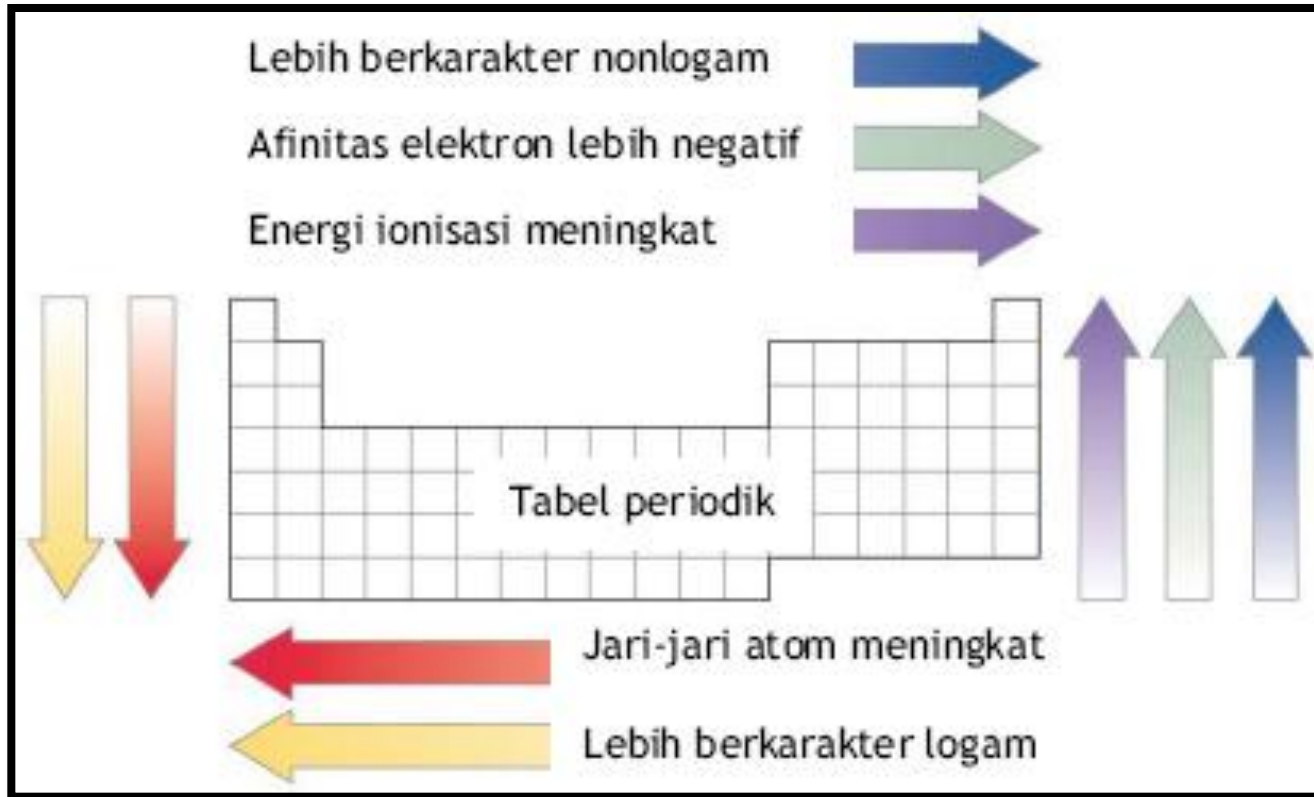 Lebih berkarakter nonlogam
Afinitas elektron lebih negatif
Energi ionisasi meningkat
Tabel periodik
Jari-jari atom meningkat
Lebih berkarakter logam